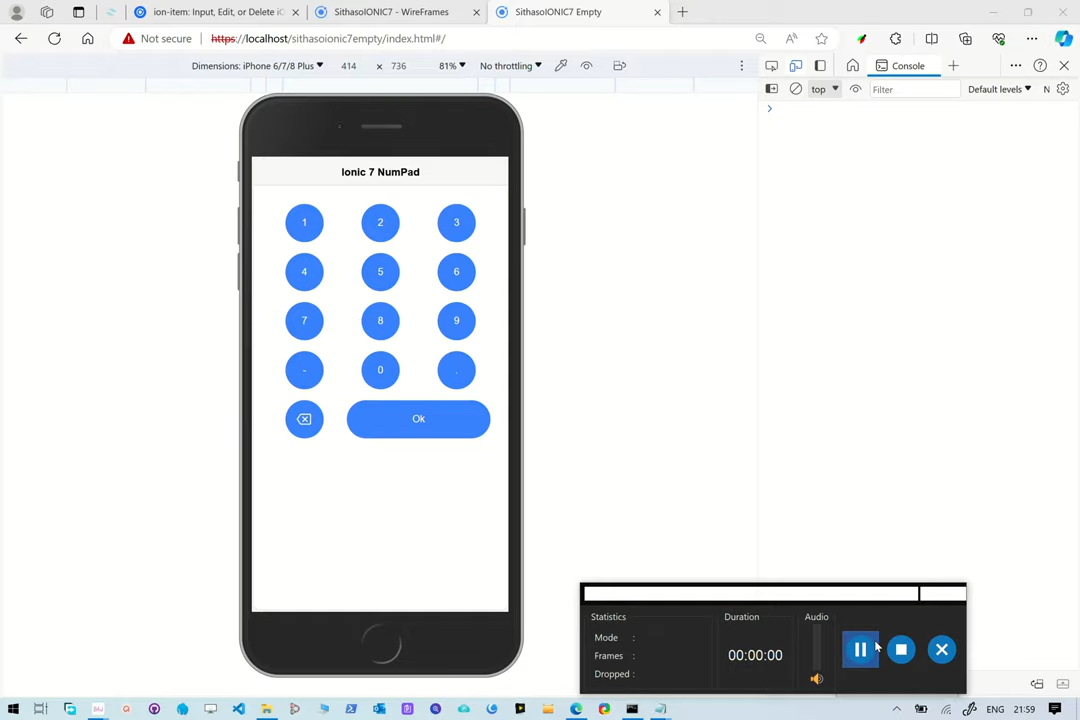 ion-item: Input, Edit, or Delete iO
SithasoIONIC7 - WireFrames
SithasoIONIC7 Empty
Not secure
https://localhost/sithasoionic7empty/index.html#/
Dimensions: iPhone 6/7/8 Plus
414 × 736
81%
No throttling
Console
top
Filter
Default levels
N
Ionic 7 NumPad
1 2 3
4 5 6
7 8 9
- 0 .
Ok
Statistics
Duration
Audio
Mode :
Frames :
Dropped :
00:00:00
ENG
21:59